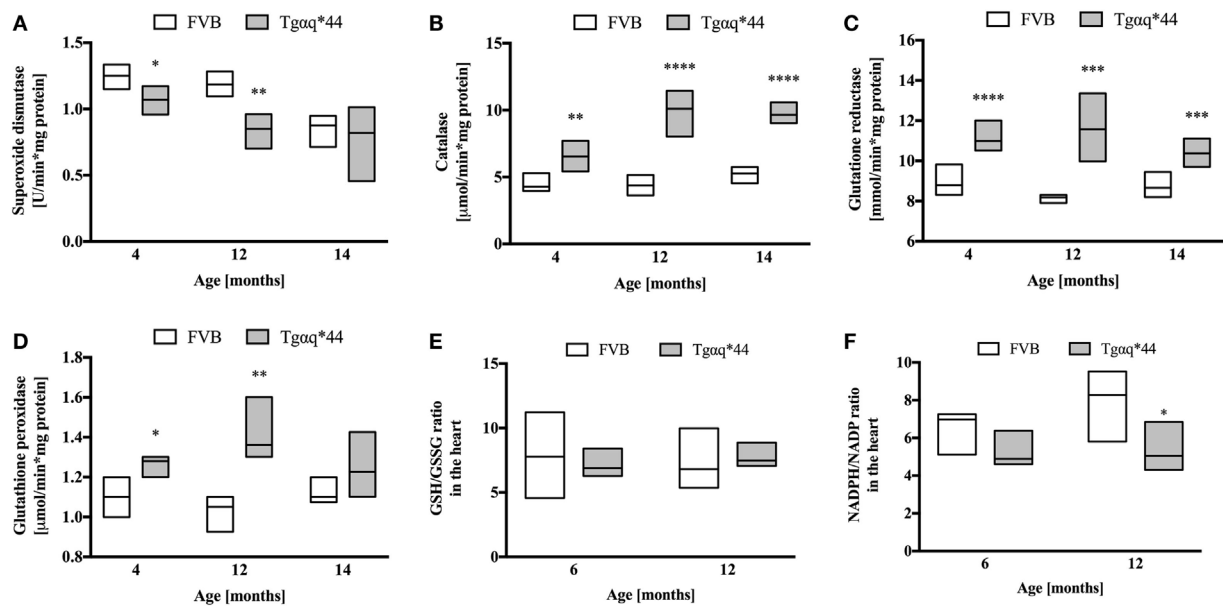 A
FVB Tgαq*44
Superoxide dismutase
[U/min*mg protein]
1.5
1.0
0.5
0.0
*
**
4 12 14
Age [months]
B
FVB Tgαq*44
Catalase
[μmol/min*mg protein]
15
10
5
0
**
****
****
4 12 14
Age [months]
C
FVB Tgαq*44
Glutatione reductase
[mmol/min*mg protein]
16
14
12
10
8
6
****
***
***
4 12 14
Age [months]
D
FVB Tgαq*44
Glutathione peroxidase
[μmol/min*mg protein]
1.8
1.6
1.4
1.2
1.0
0.8
*
**
4 12 14
Age [months]
E
FVB Tgαq*44
GSH/GSSG ratio
in the heart
15
10
5
0
6 12
Age [months]
F
FVB Tgαq*44
NADPH/NADP ratio
in the heart
10
8
6
4
2
0
*
6 12
Age [months]